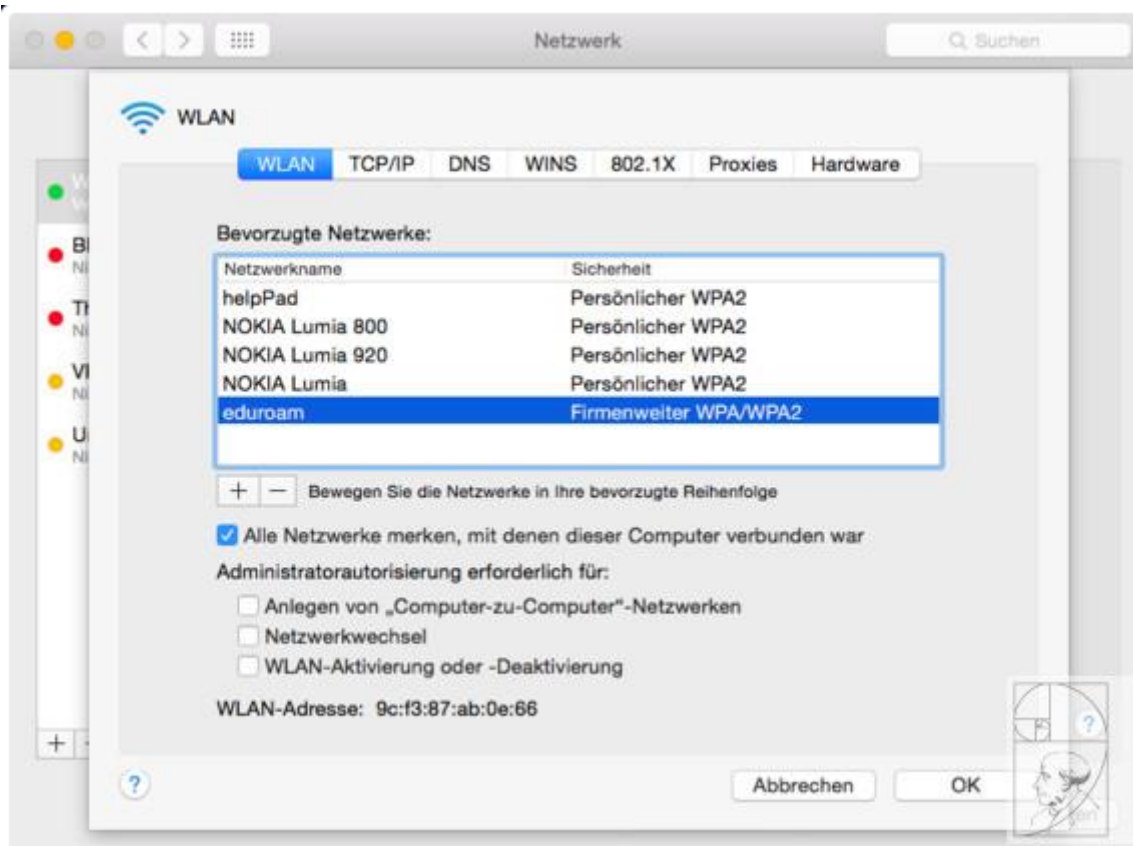 Netzwerk
Suchen
WLAN
WLAN TCP/IP DNS WINS 802.1X Proxies Hardware
Bevorzugte Netzwerke:
Netzwerkname Sicherheit
helpPad Persönlicher WPA2
NOKIA Lumia 800 Persönlicher WPA2
NOKIA Lumia 920 Persönlicher WPA2
NOKIA Lumia Persönlicher WPA2
eduroam Firmenweiter WPA/WPA2
+ − Bewegen Sie die Netzwerke in Ihre bevorzugte Reihenfolge
Alle Netzwerke merken, mit denen dieser Computer verbunden war
Administratorautorisierung erforderlich für:
Anlegen von „Computer-zu-Computer“-Netzwerken
Netzwerkwechsel
WLAN-Aktivierung oder -Deaktivierung
WLAN-Adresse: 9c:f3:87:ab:0e:66
? Abbrechen OK